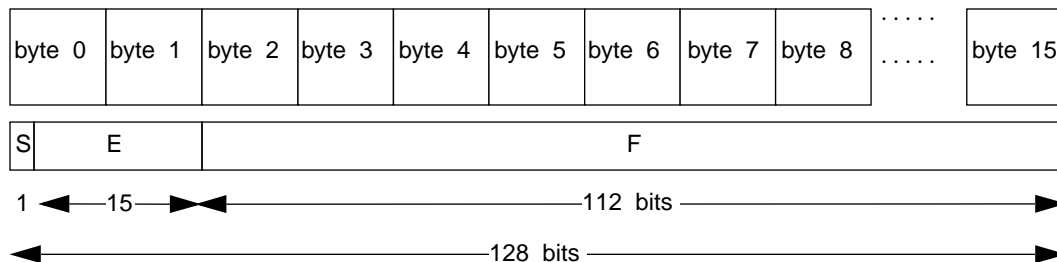 byte 0 byte 1 byte 2 byte 3 byte 4 byte 5 byte 6 byte 7 byte 8 ..... ..... byte 15
S E F
1 15 112 bits
128 bits